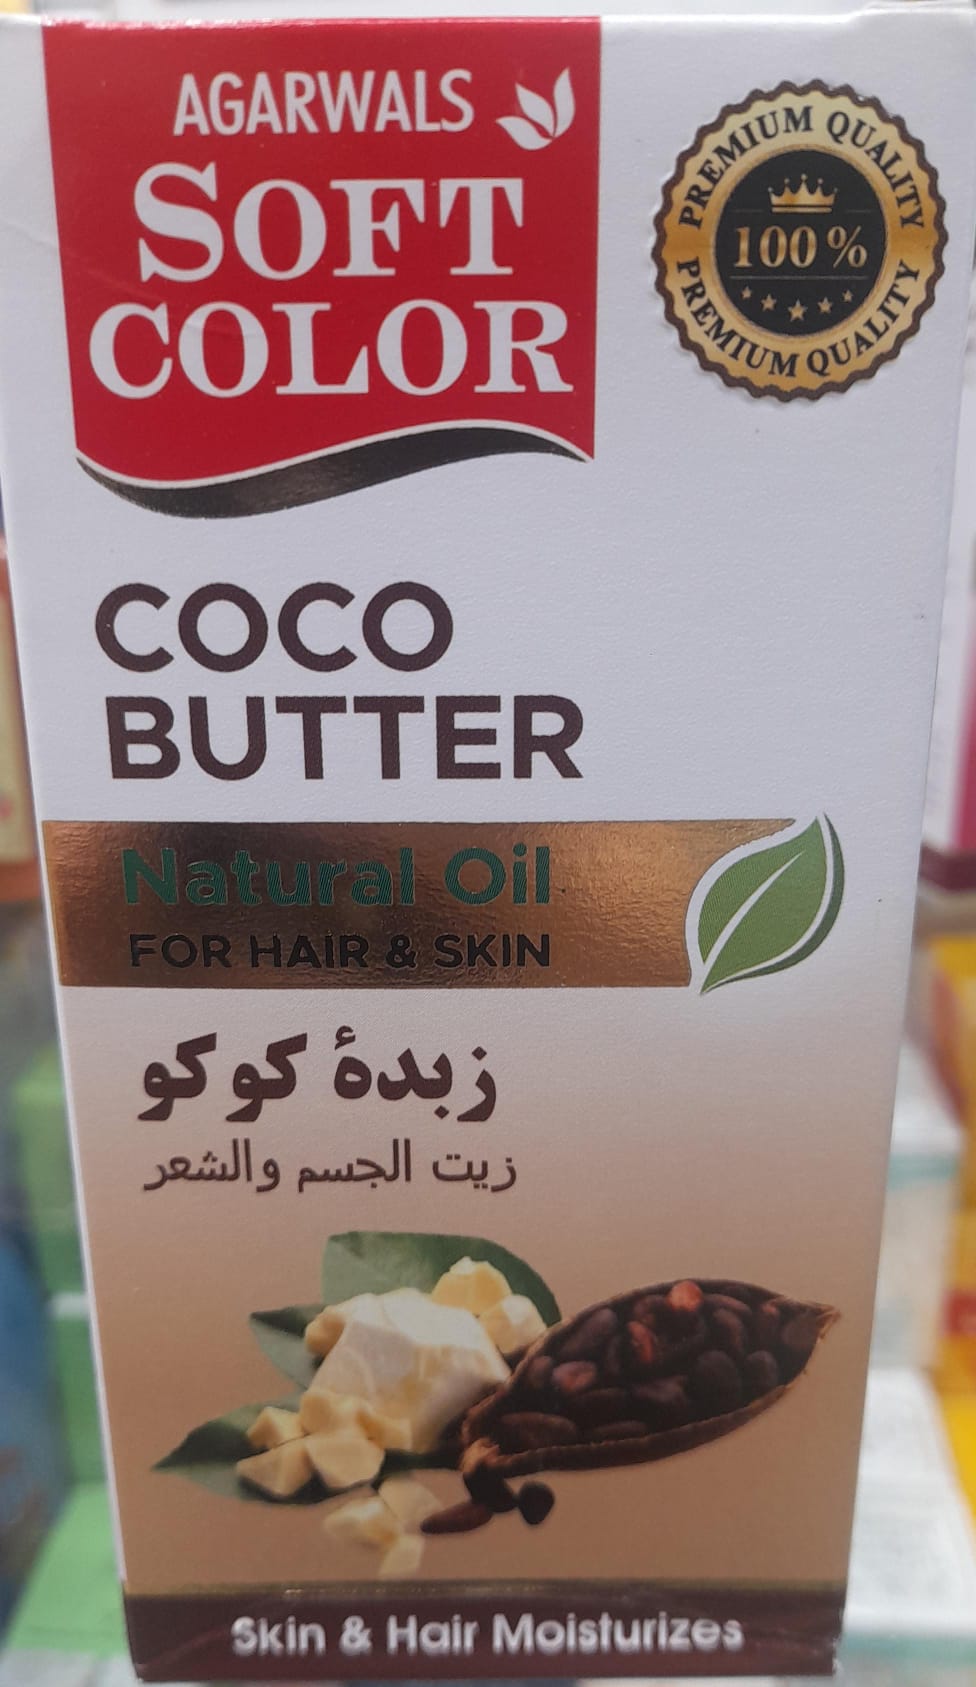 AGARWALS
SOFT
COLOR
PREMIUM QUALITY
100%
PREMIUM QUALITY
COCO
BUTTER
Natural Oil
FOR HAIR & SKIN
زبدۀ كوكو
زيت الجسم والشعر
Skin & Hair Moisturizes